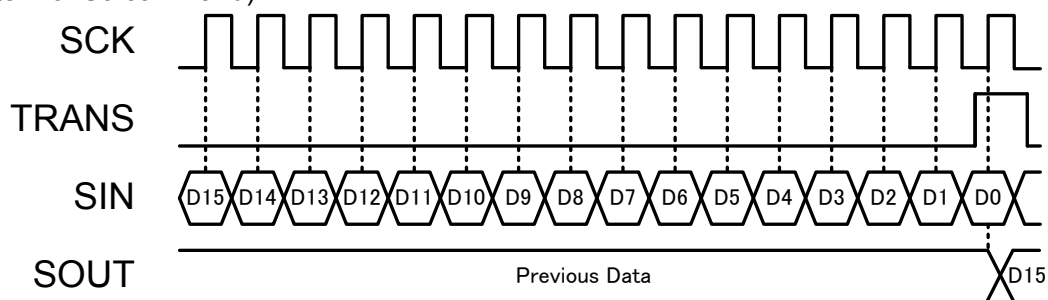 SCK
TRANS
SIN D15 D14 D13 D12 D11 D10 D9 D8 D7 D6 D5 D4 D3 D2 D1 D0
SOUT Previous Data D15